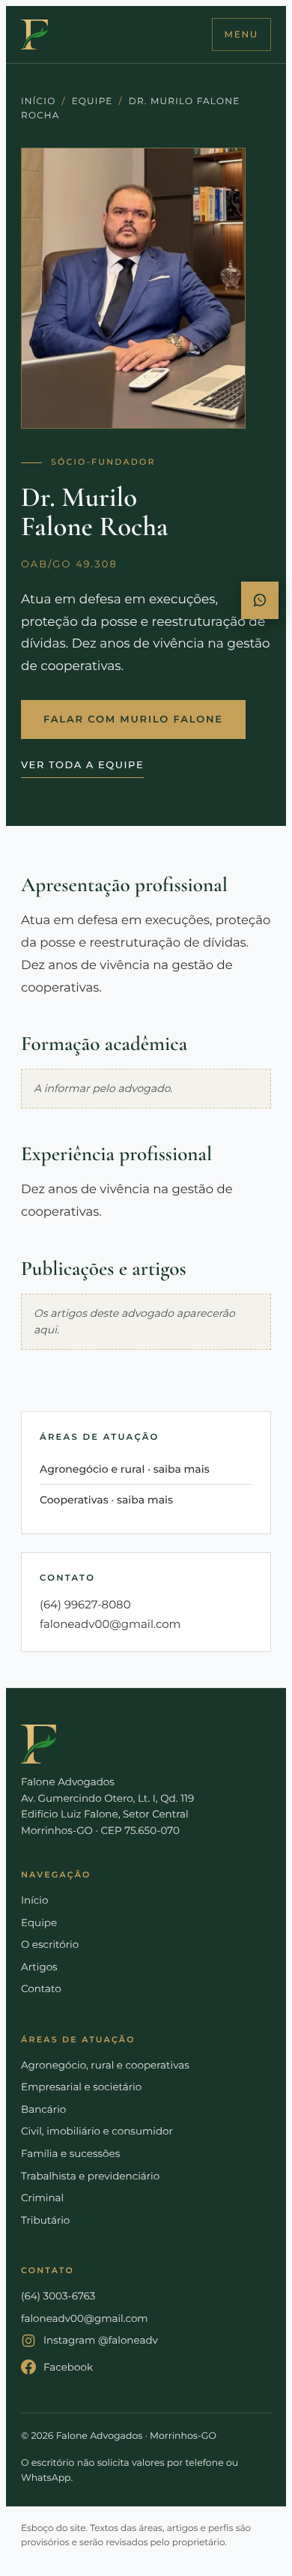 F
MENU
INÍCIO / EQUIPE / DR. MURILO FALONE
ROCHA
SÓCIO-FUNDADOR
Dr. Murilo
Falone Rocha
OAB/GO 49.308
Atua em defesa em execuções,
proteção da posse e reestruturação de
dívidas. Dez anos de vivência na gestão
de cooperativas.
FALAR COM MURILO FALONE
VER TODA A EQUIPE
Apresentação profissional
Atua em defesa em execuções, proteção
da posse e reestruturação de dívidas.
Dez anos de vivência na gestão de
cooperativas.
Formação acadêmica
A informar pelo advogado.
Experiência profissional
Dez anos de vivência na gestão de
cooperativas.
Publicações e artigos
Os artigos deste advogado aparecerão
aqui.
ÁREAS DE ATUAÇÃO
Agronegócio e rural · saiba mais
Cooperativas · saiba mais
CONTATO
(64) 99627-8080
faloneadv00@gmail.com
F
Falone Advogados
Av. Gumercindo Otero, Lt. I, Qd. 119
Edifício Luiz Falone, Setor Central
Morrinhos-GO · CEP 75.650-070
NAVEGAÇÃO
Início
Equipe
O escritório
Artigos
Contato
ÁREAS DE ATUAÇÃO
Agronegócio, rural e cooperativas
Empresarial e societário
Bancário
Civil, imobiliário e consumidor
Família e sucessões
Trabalhista e previdenciário
Criminal
Tributário
CONTATO
(64) 3003-6763
faloneadv00@gmail.com
Instagram @faloneadv
Facebook
© 2026 Falone Advogados · Morrinhos-GO
O escritório não solicita valores por telefone ou
WhatsApp.
Esboço do site. Textos das áreas, artigos e perfis são
provisórios e serão revisados pelo proprietário.